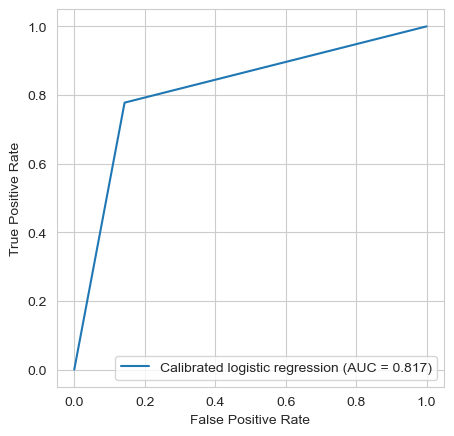 1.0
0.8
0.6
0.4
0.2
0.0
True Positive Rate
Calibrated logistic regression (AUC = 0.817)
0.0 0.2 0.4 0.6 0.8 1.0
False Positive Rate